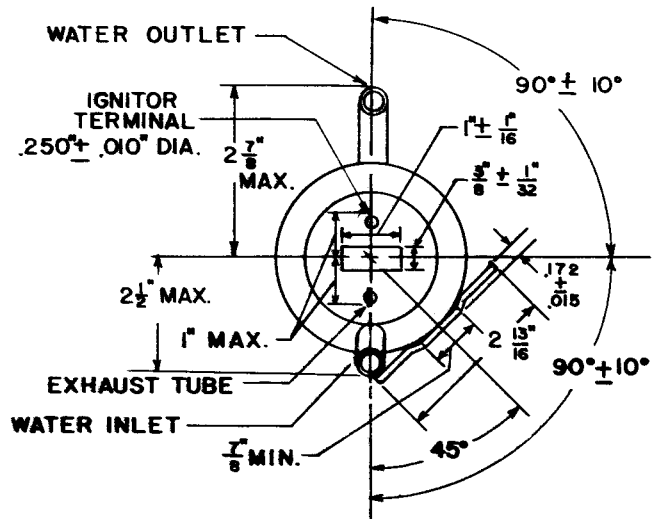 WATER OUTLET
90° ± 10°
IGNITOR
TERMINAL
.250" ± .010" DIA.
2 7/8"
MAX.
1" ± 1/16"
3/8" ± 1/32"
2 1/2" MAX.
.172
±
.015
1" MAX.
2 13/16"
90° ± 10°
EXHAUST TUBE
WATER INLET
7/8" MIN.
45°